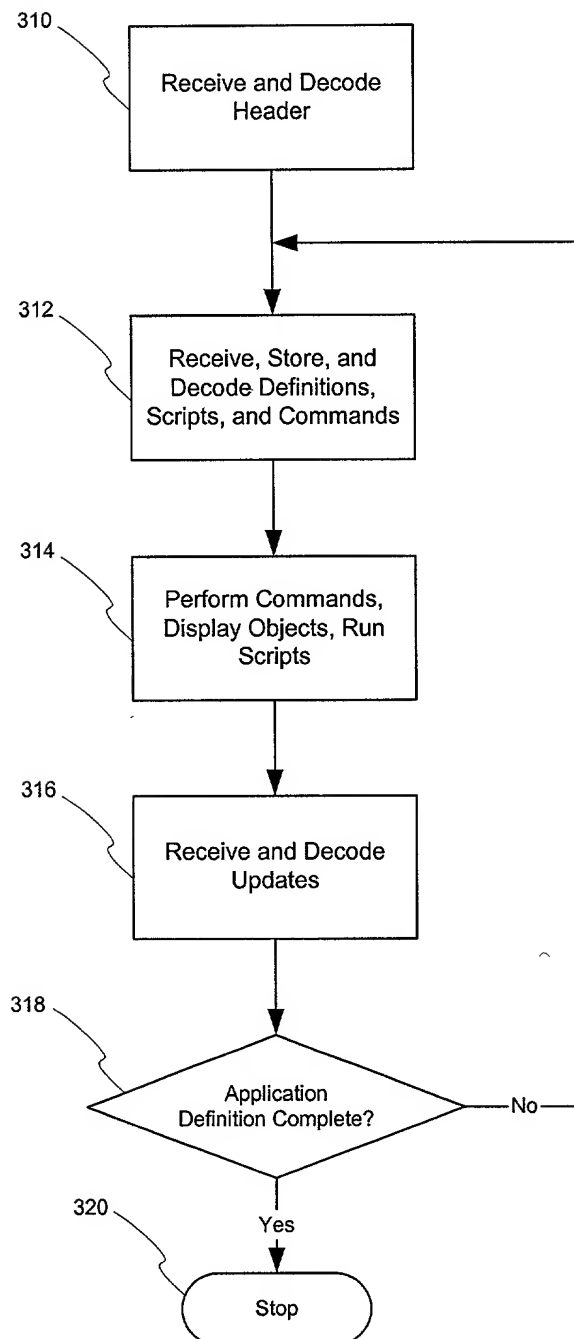 310
Receive and Decode
Header
312
Receive, Store, and
Decode Definitions,
Scripts, and Commands
314
Perform Commands,
Display Objects, Run
Scripts
316
Receive and Decode
Updates
318
Application
Definition Complete?
No
Yes
320
Stop